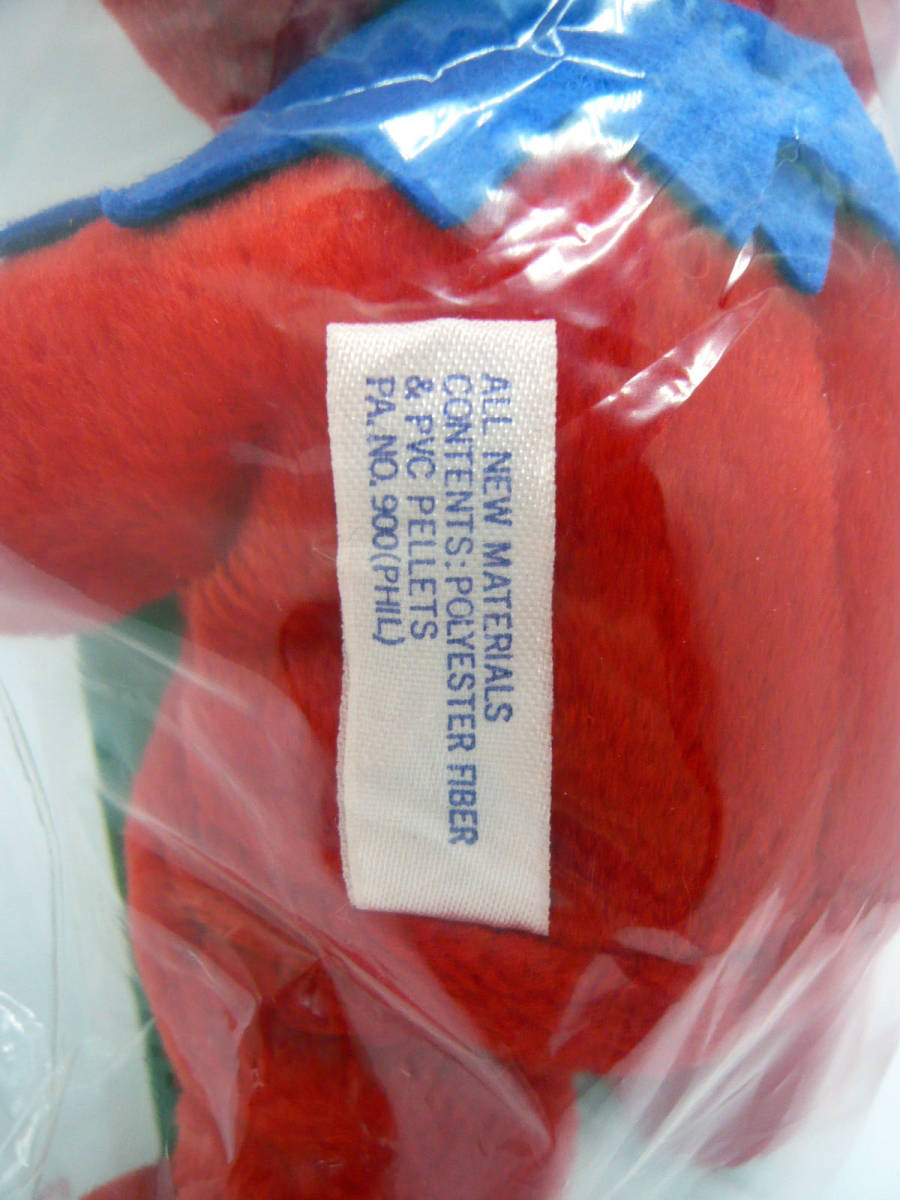 ALL NEW MATERIALS
CONTENTS:POLYESTER FIBER
& PVC PELLETS
PA. NO. 900(PHIL)